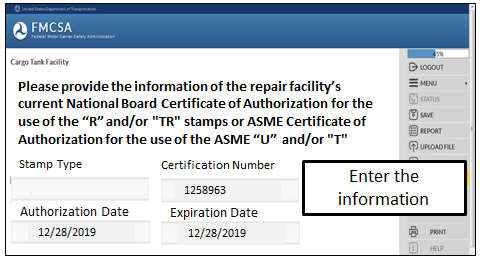 United States Department of Transportation
FMCSA
Federal Motor Carrier Safety Administration
45%
Cargo Tank Facility
LOGOUT
MENU
STATUS
SAVE
REPORT
UPLOAD FILE
Please provide the information of the repair facility's
current National Board Certificate of Authorization for the
use of the “R” and/or "TR" stamps or ASME Certificate of
Authorization for the use of the ASME “U” and/or "T"
Stamp Type
Certification Number
1258963
Enter the
information
Authorization Date
Expiration Date
12/28/2019
12/28/2019
PRINT
HELP